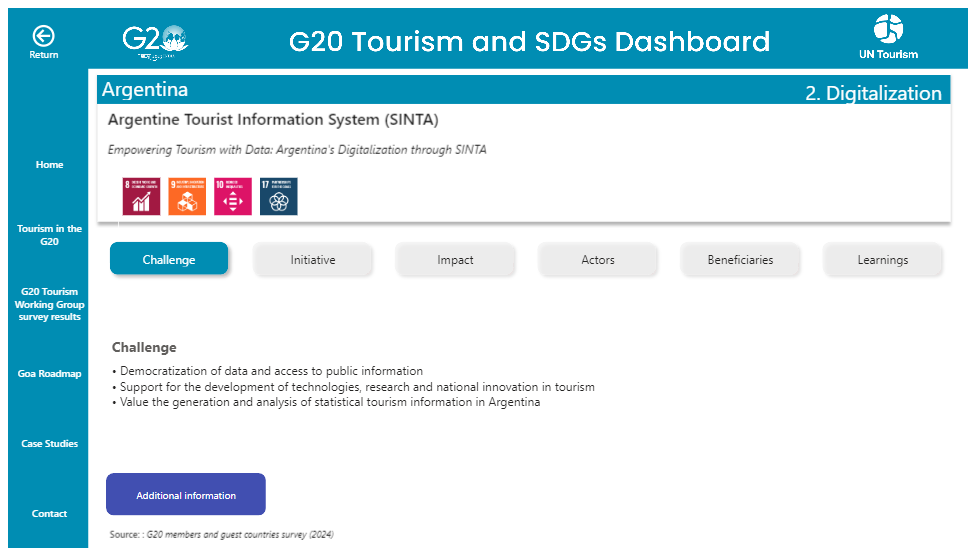 Return
G20
G20 Tourism and SDGs Dashboard
UN Tourism
Argentina
2. Digitalization
Argentine Tourist Information System (SINTA)
Empowering Tourism with Data: Argentina's Digitalization through SINTA
8
9
10
17
Home
Tourism in the
G20
G20 Tourism
Working Group
survey results
Goa Roadmap
Case Studies
Contact
Challenge
Initiative
Impact
Actors
Beneficiaries
Learnings
Challenge
• Democratization of data and access to public information
• Support for the development of technologies, research and national innovation in tourism
• Value the generation and analysis of statistical tourism information in Argentina
Additional information
Source: : G20 members and guest countries survey (2024)